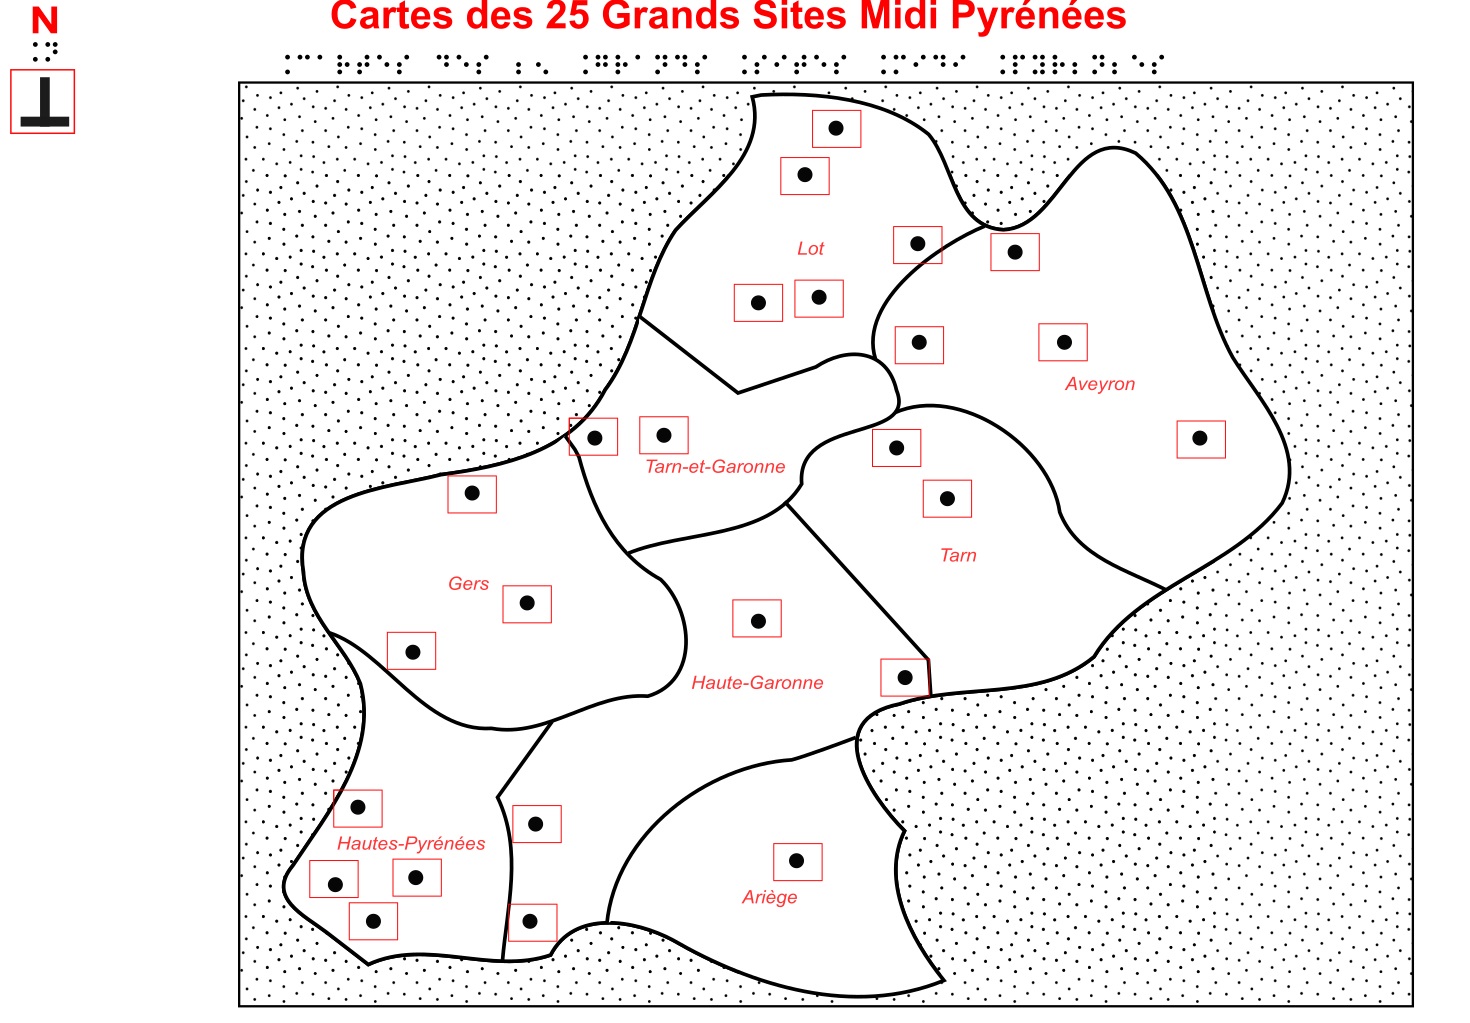 Cartes des 25 Grands Sites Midi Pyrénées
N
Lot
Aveyron
Tarn-et-Garonne
Tarn
Gers
Haute-Garonne
Hautes-Pyrénées
Ariège